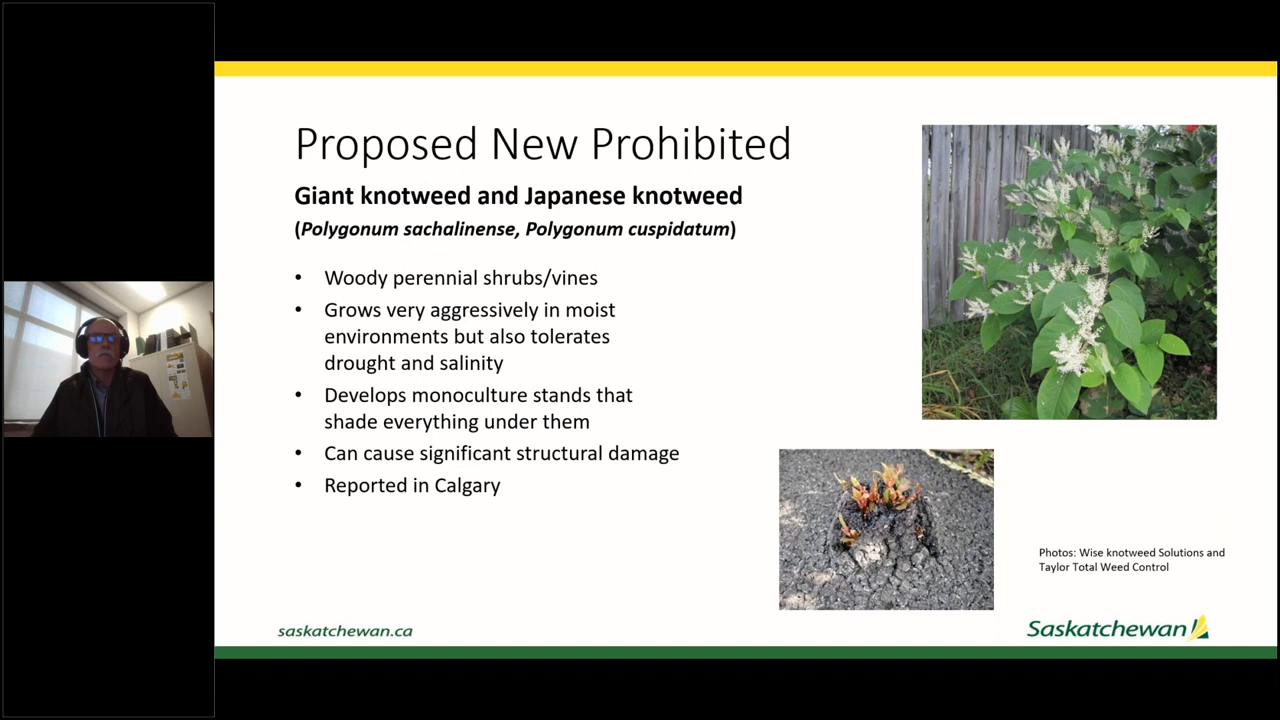 Proposed New Prohibited
Giant knotweed and Japanese knotweed
(Polygonum sachalinense, Polygonum cuspidatum)
• Woody perennial shrubs/vines
• Grows very aggressively in moist
environments but also tolerates
drought and salinity
• Develops monoculture stands that
shade everything under them
• Can cause significant structural damage
• Reported in Calgary
Photos: Wise knotweed Solutions and
Taylor Total Weed Control
saskatchewan.ca
Saskatchewan